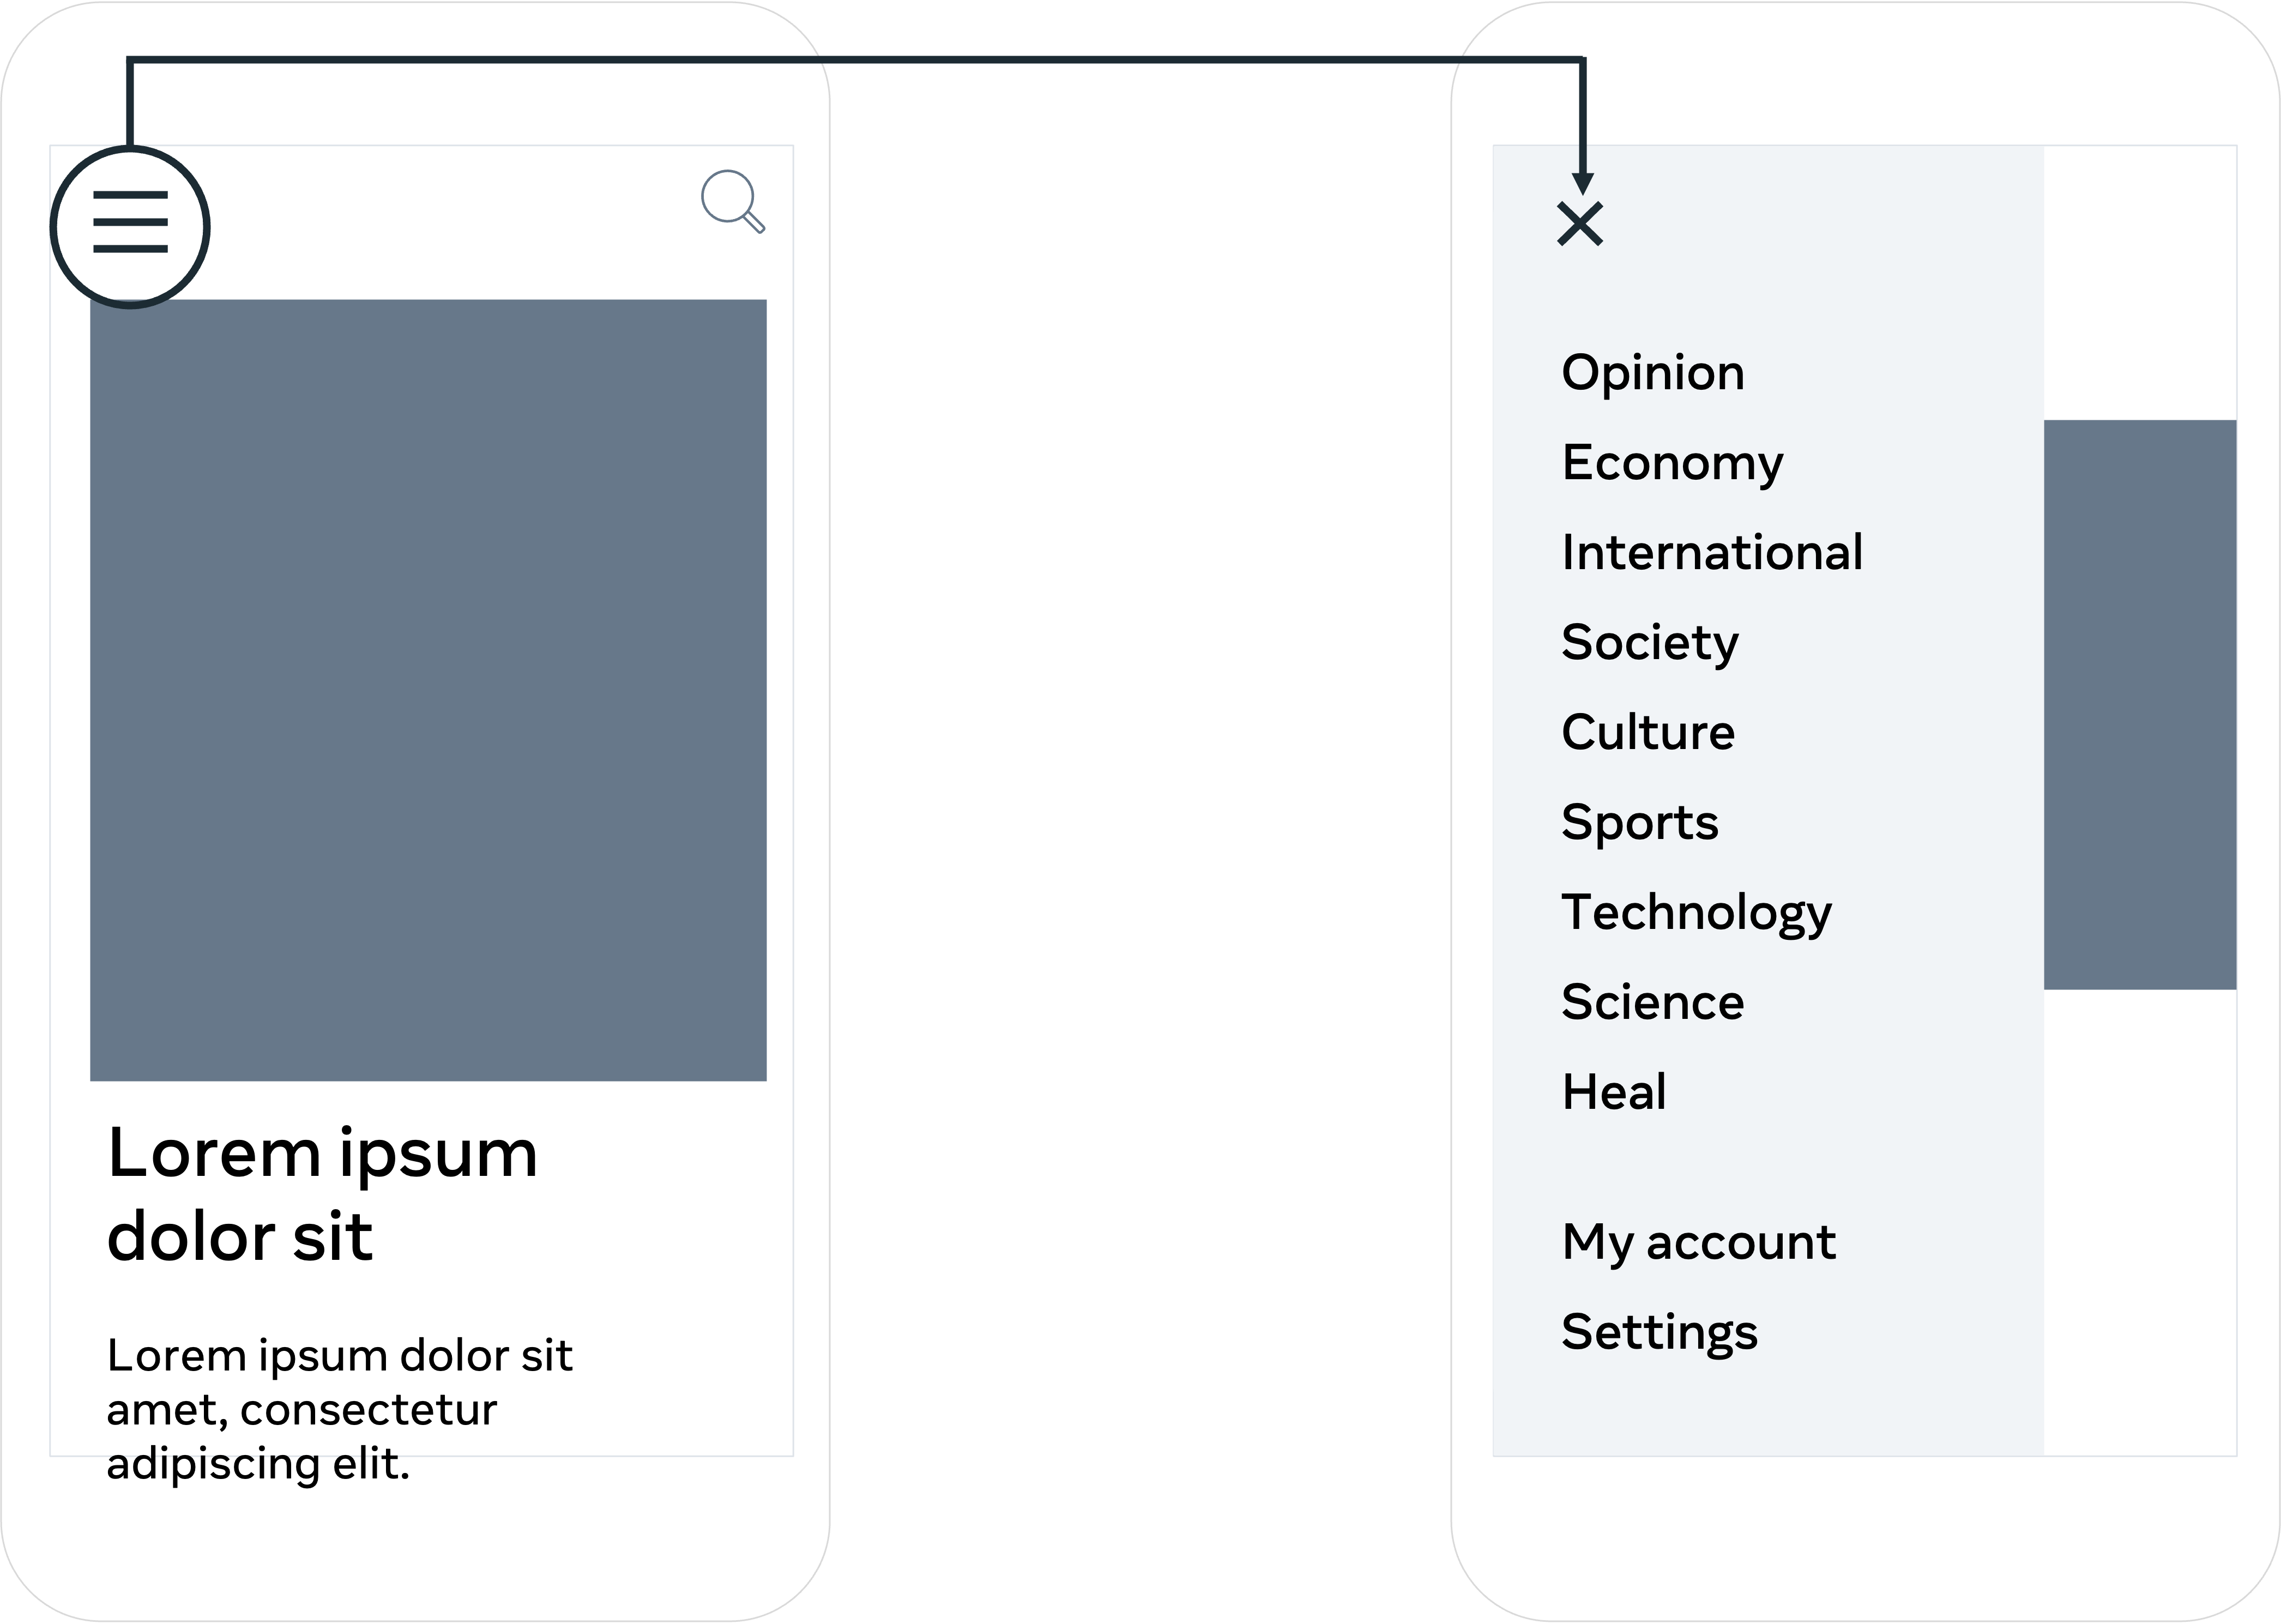 Lorem ipsum
dolor sit
Lorem ipsum dolor sit
amet, consectetur
adipiscing elit.
Opinion
Economy
International
Society
Culture
Sports
Technology
Science
Heal
My account
Settings